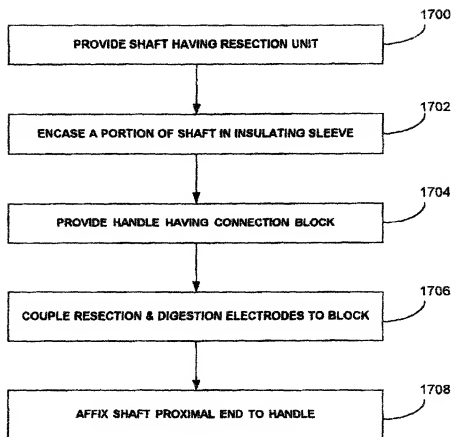 1700
PROVIDE SHAFT HAVING RESECTION UNIT
1702
ENCASE A PORTION OF SHAFT IN INSULATING SLEEVE
1704
PROVIDE HANDLE HAVING CONNECTION BLOCK
1706
COUPLE RESECTION & DIGESTION ELECTRODES TO BLOCK
1708
AFFIX SHAFT PROXIMAL END TO HANDLE